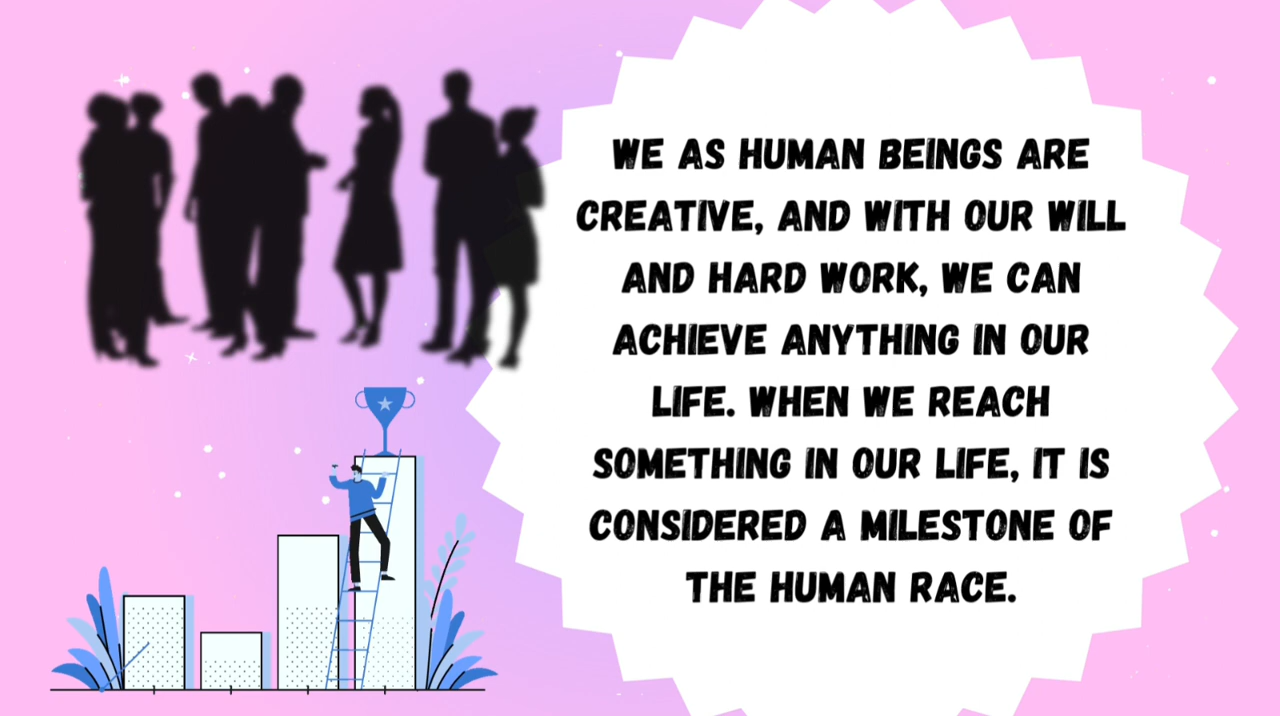 WE AS HUMAN BEINGS ARE
CREATIVE, AND WITH OUR WILL
AND HARD WORK, WE CAN
ACHIEVE ANYTHING IN OUR
LIFE. WHEN WE REACH
SOMETHING IN OUR LIFE, IT IS
CONSIDERED A MILESTONE OF
THE HUMAN RACE.